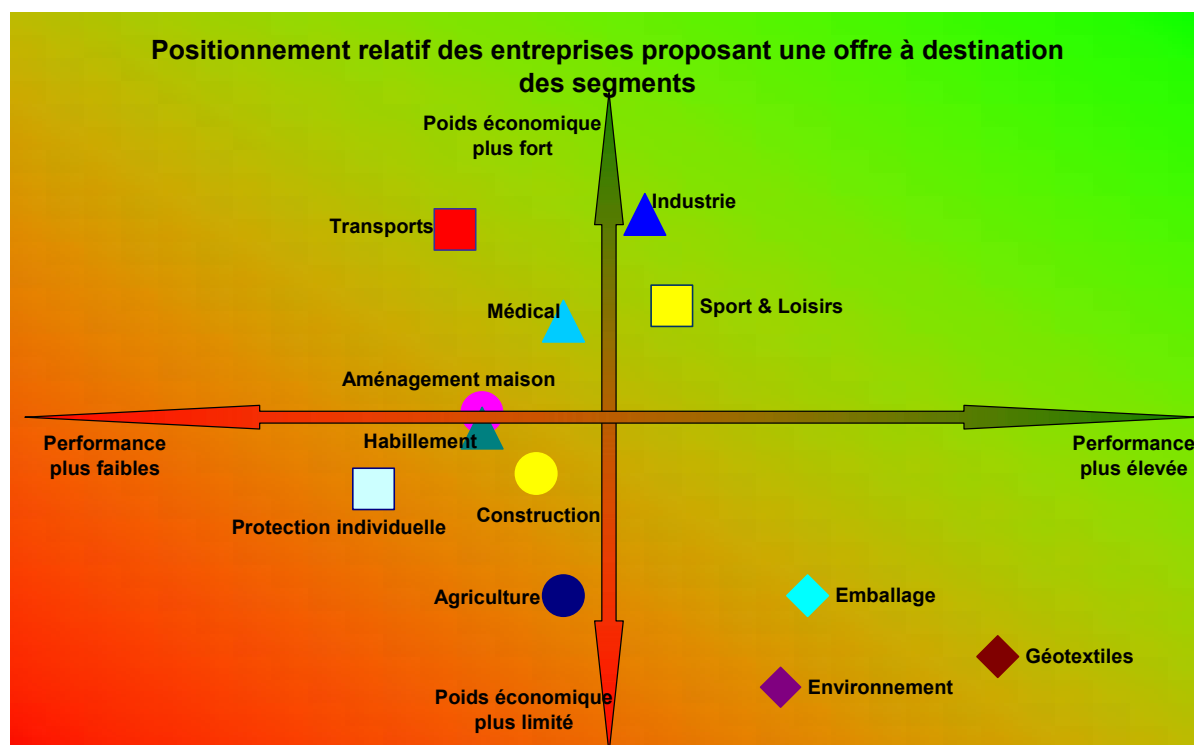 Positionnement relatif des entreprises proposant une offre à destination
des segments
Poids économique
plus fort
Industrie
Transports
Médical
Sport & Loisirs
Aménagement maison
Performance
plus faibles
Habillement
Performance
plus élevée
Protection individuelle
Construction
Agriculture
Emballage
Géotextiles
Environnement
Poids économique
plus limité